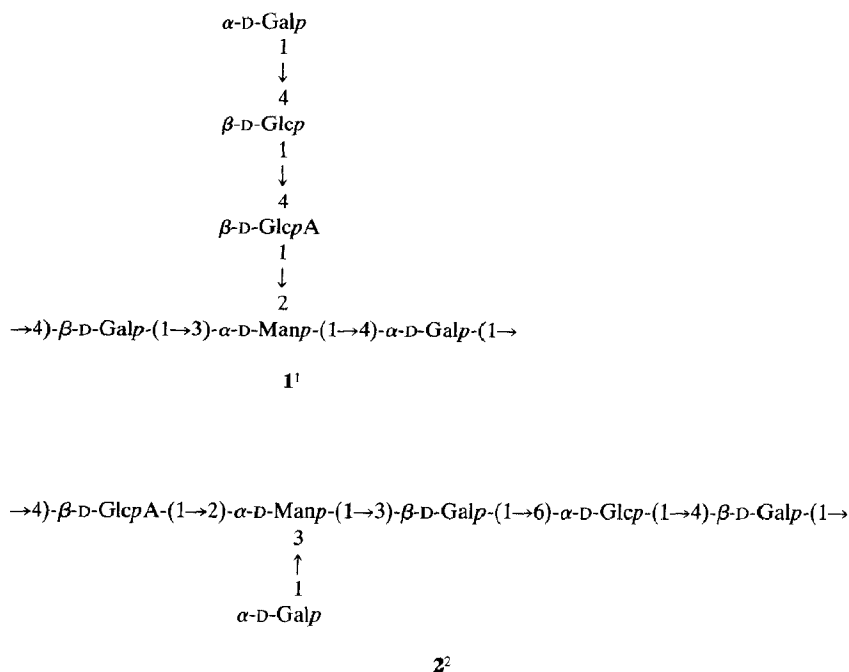 α-D-Galp
1
↓
4
β-D-Glcp
1
↓
4
β-D-GlcpA
1
↓
2
→4)-β-D-Galp-(1→3)-α-D-Manp-(1→4)-α-D-Galp-(1→
1¹
→4)-β-D-GlcpA-(1→2)-α-D-Manp-(1→3)-β-D-Galp-(1→6)-α-D-Glcp-(1→4)-β-D-Galp-(1→
3
↑
1
α-D-Galp
2²